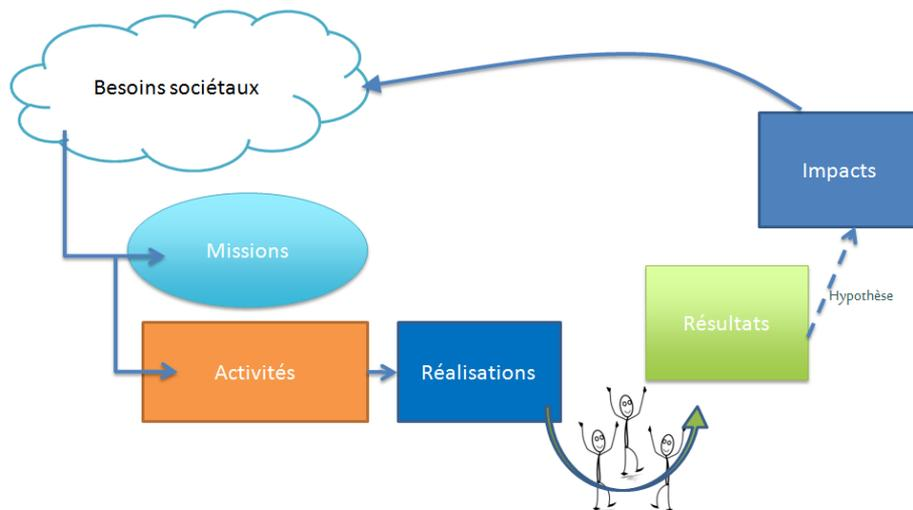 Besoins sociétaux
Impacts
Missions
Hypothèse
Résultats
Activités
Réalisations